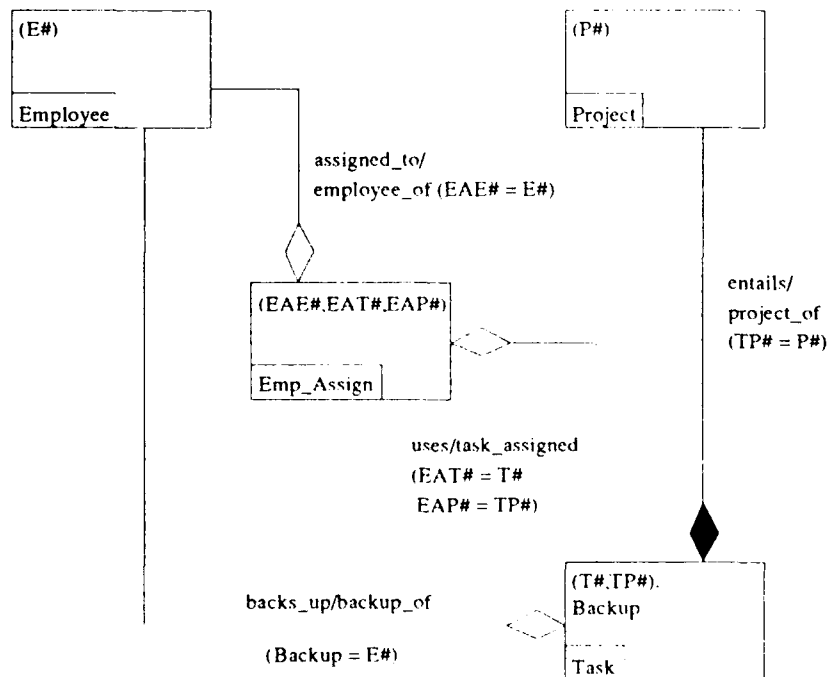 (E#)
Employee
(P#)
Project
assigned_to/
employee_of (EAE# = E#)
(EAE#,EAT#,EAP#)
Emp_Assign
entails/
project_of
(TP# = P#)
uses/task_assigned
(EAT# = T#
EAP# = TP#)
(T#,TP#).
Backup
Task
backs_up/backup_of
(Backup = E#)